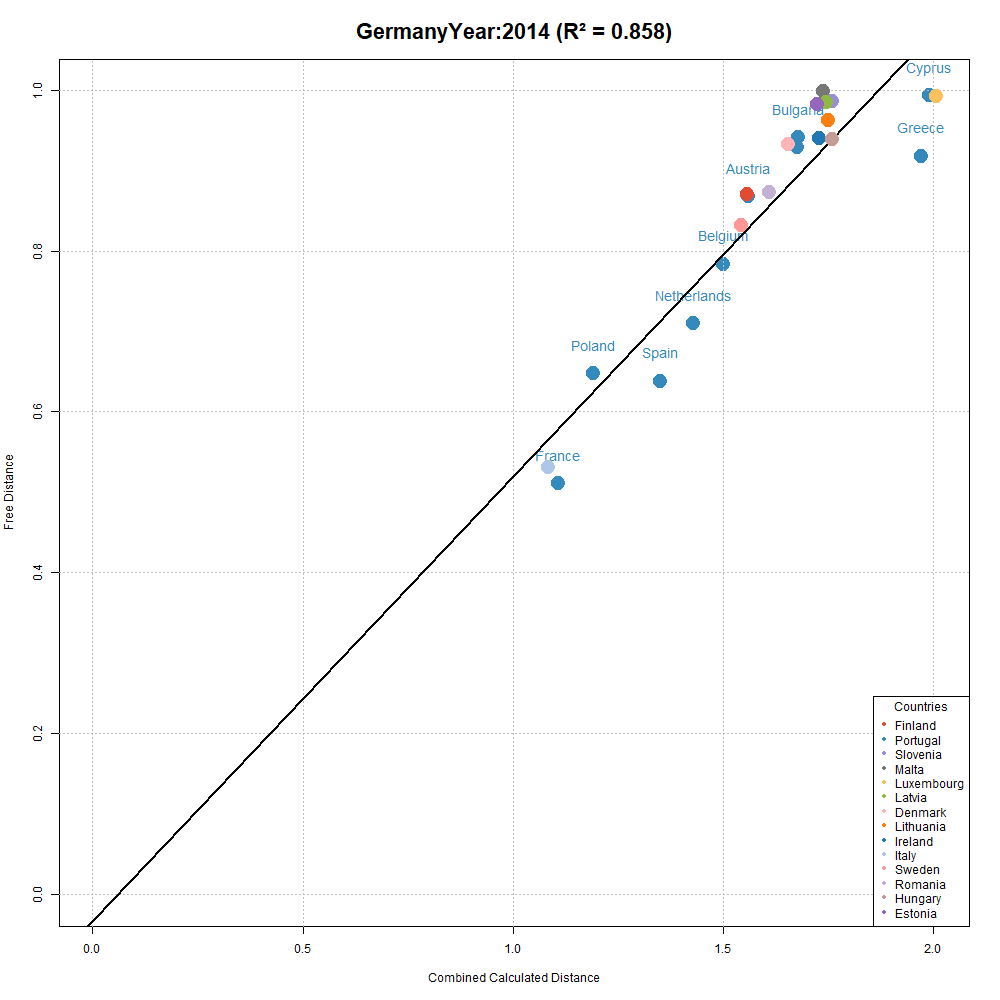 GermanyYear:2014 (R² = 0.858)
Cyprus
1.0
Bulgaria
Greece
Austria
Belgium
0.8
Netherlands
Poland
Spain
0.6
France
Free Distance
0.4
0.2
0.0
Countries
Finland
Portugal
Slovenia
Malta
Luxembourg
Latvia
Denmark
Lithuania
Ireland
Italy
Sweden
Romania
Hungary
Estonia
0.0 0.5 1.0 1.5 2.0
Combined Calculated Distance